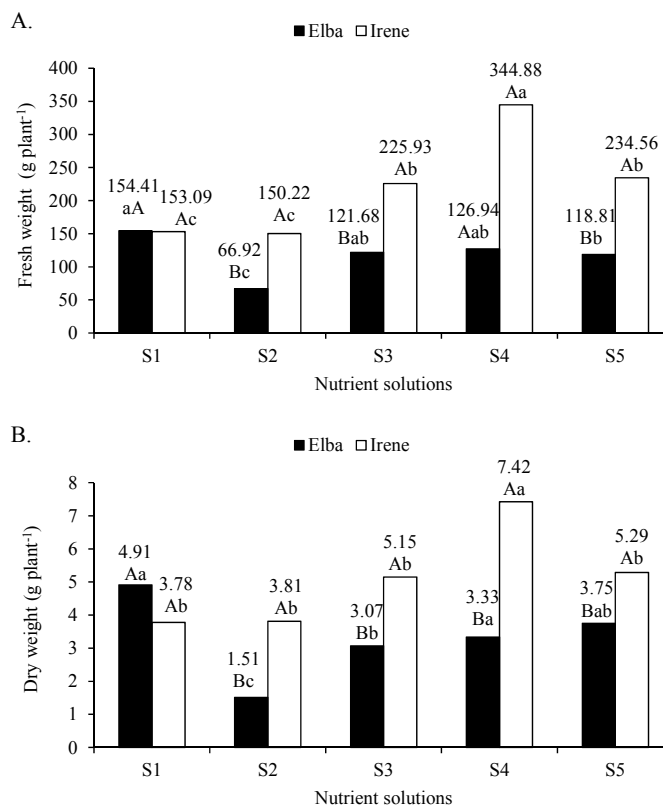 A.
Elba Irene
Fresh weight (g plant-1)
400
350
300
250
200
150
100
50
0
154.41
aA
153.09
Ac
66.92
Bc
150.22
Ac
121.68
Bab
225.93
Ab
126.94
Aab
344.88
Aa
118.81
Bb
234.56
Ab
S1 S2 S3 S4 S5
Nutrient solutions
B.
Elba Irene
Dry weight (g plant-1)
8
7
6
5
4
3
2
1
0
4.91
Aa
3.78
Ab
1.51
Bc
3.81
Ab
3.07
Bb
5.15
Ab
3.33
Ba
7.42
Aa
3.75
Bab
5.29
Ab
S1 S2 S3 S4 S5
Nutrient solutions